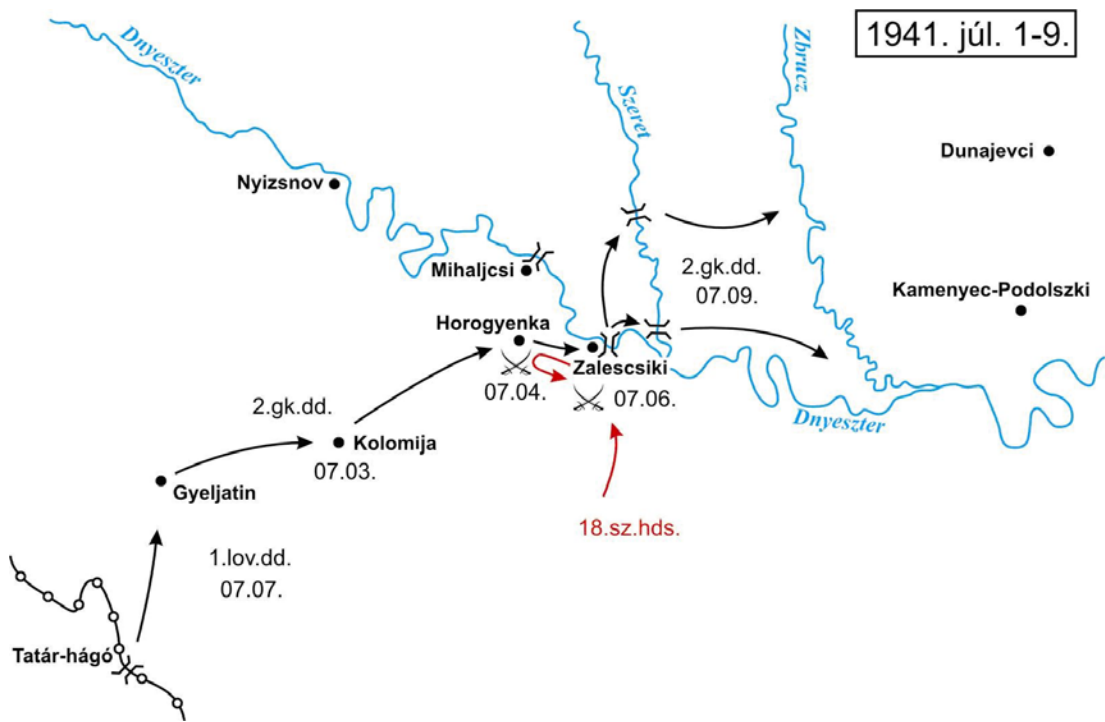 1941. júl. 1-9.
Dnyeszter
Szeret
Zbrucz
Dunajevci
Nyizsnov
Mihaljcsi
2.gk.dd.
07.09.
Kamenyec-Podolszki
Horogyenka
Zalescsiki
07.04.
07.06.
Dnyeszter
2.gk.dd.
Kolomija
07.03.
Gyeljatin
18.sz.hds.
1.lov.dd.
07.07.
Tatár-hágó